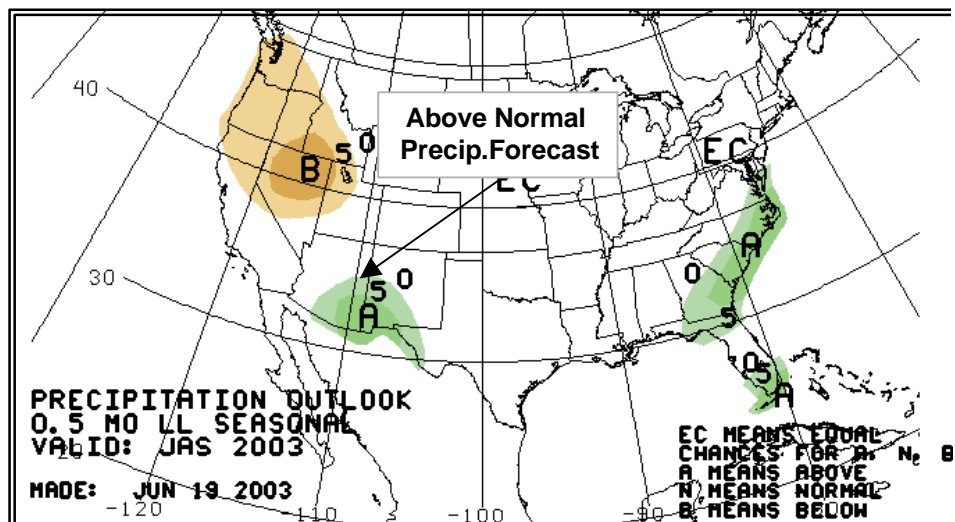 40
Above Normal
Precip.Forecast
5 0
B
EC
EC
A
30
5 0
A
0
5
0 5
A
PRECIPITATION OUTLOOK
0.5 MO LL SEASONAL
VALID: JAS 2003
20
MADE: JUN 19 2003
EC MEANS EQUAL
CHANCES FOR A, N, B
A MEANS ABOVE
N MEANS NORMAL
B MEANS BELOW
-120
-110
-100
-90